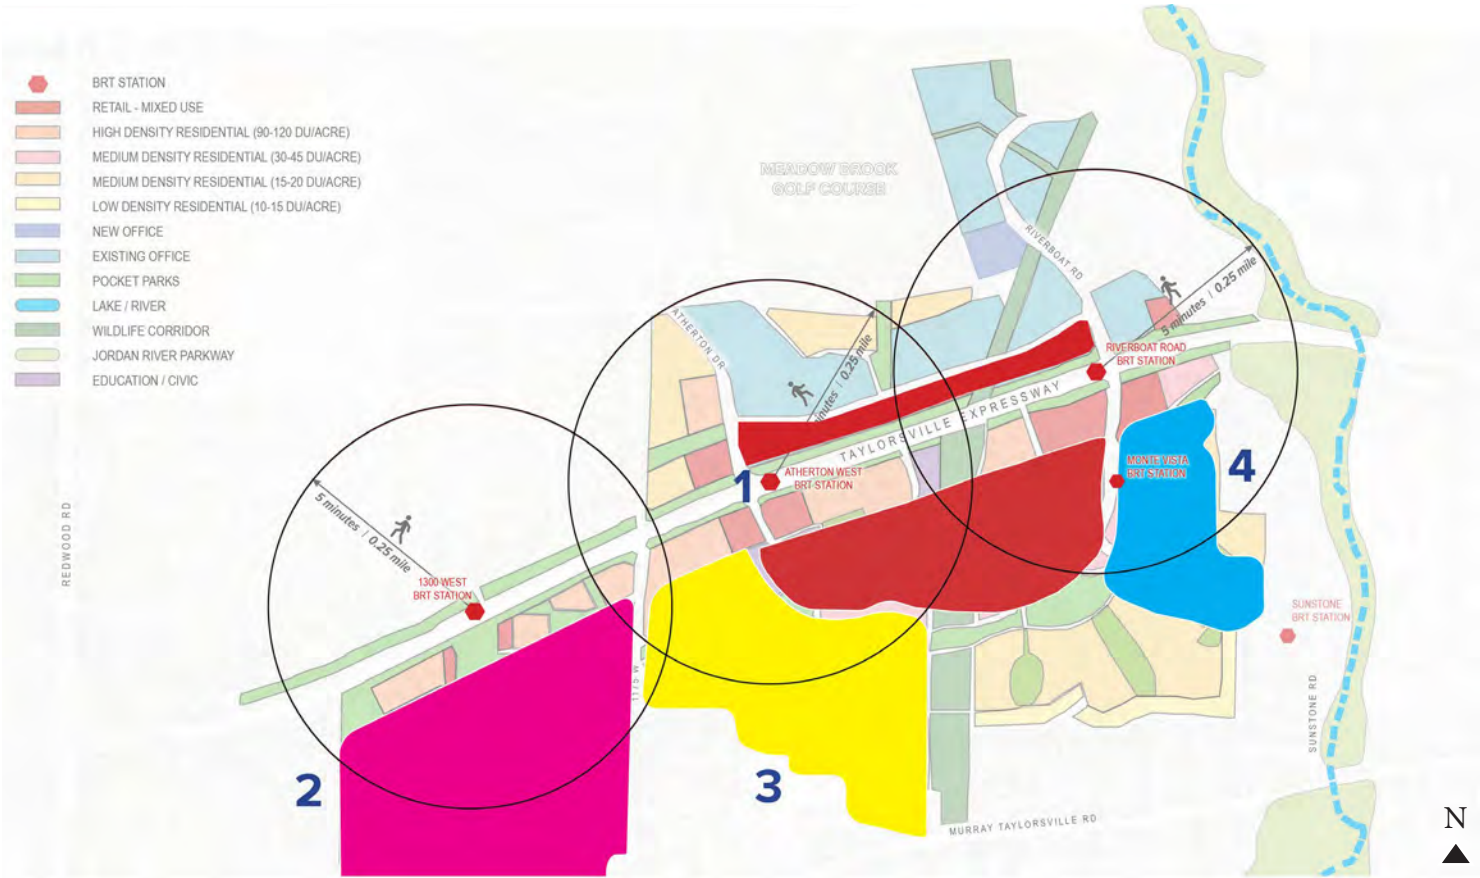 BRT STATION
RETAIL - MIXED USE
HIGH DENSITY RESIDENTIAL (90-120 DU/ACRE)
MEDIUM DENSITY RESIDENTIAL (30-45 DU/ACRE)
MEDIUM DENSITY RESIDENTIAL (15-20 DU/ACRE)
LOW DENSITY RESIDENTIAL (10-15 DU/ACRE)
NEW OFFICE
EXISTING OFFICE
POCKET PARKS
LAKE / RIVER
WILDLIFE CORRIDOR
JORDAN RIVER PARKWAY
EDUCATION / CIVIC
MEADOW BROOK
GOLF COURSE
RIVERBOAT RD
5 minutes | 0.25 mile
ATHERTON DR
RIVERBOAT ROAD
BRT STATION
minutes | 0.25 mile
TAYLORSVILLE EXPRESSWAY
4
MONTE VISTA
BRT STATION
1
ATHERTON WEST
BRT STATION
REDWOOD RD
5 minutes | 0.25 mile
1300 WEST
BRT STATION
SUNSTONE
BRT STATION
1175 W
SUNSTONE RD
2
3
MURRAY TAYLORSVILLE RD
N